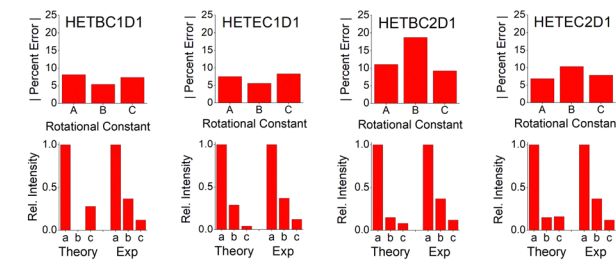 HETBC1D1
| Percent Error |
25
20
15
10
5
0
A B C
Rotational Constant
HETEC1D1
| Percent Error |
25
20
15
10
5
0
A B C
Rotational Constant
HETBC2D1
| Percent Error |
25
20
15
10
5
0
A B C
Rotational Constant
HETEC2D1
| Percent Error |
25
20
15
10
5
0
A B C
Rotational Constant
Rel. Intensity
1.0
0.5
0.0
a b c a b c
Theory Exp
Rel. Intensity
1.0
0.5
0.0
a b c a b c
Theory Exp
Rel. Intensity
1.0
0.5
0.0
a b c a b c
Theory Exp
Rel. Intensity
1.0
0.5
0.0
a b c a b c
Theory Exp